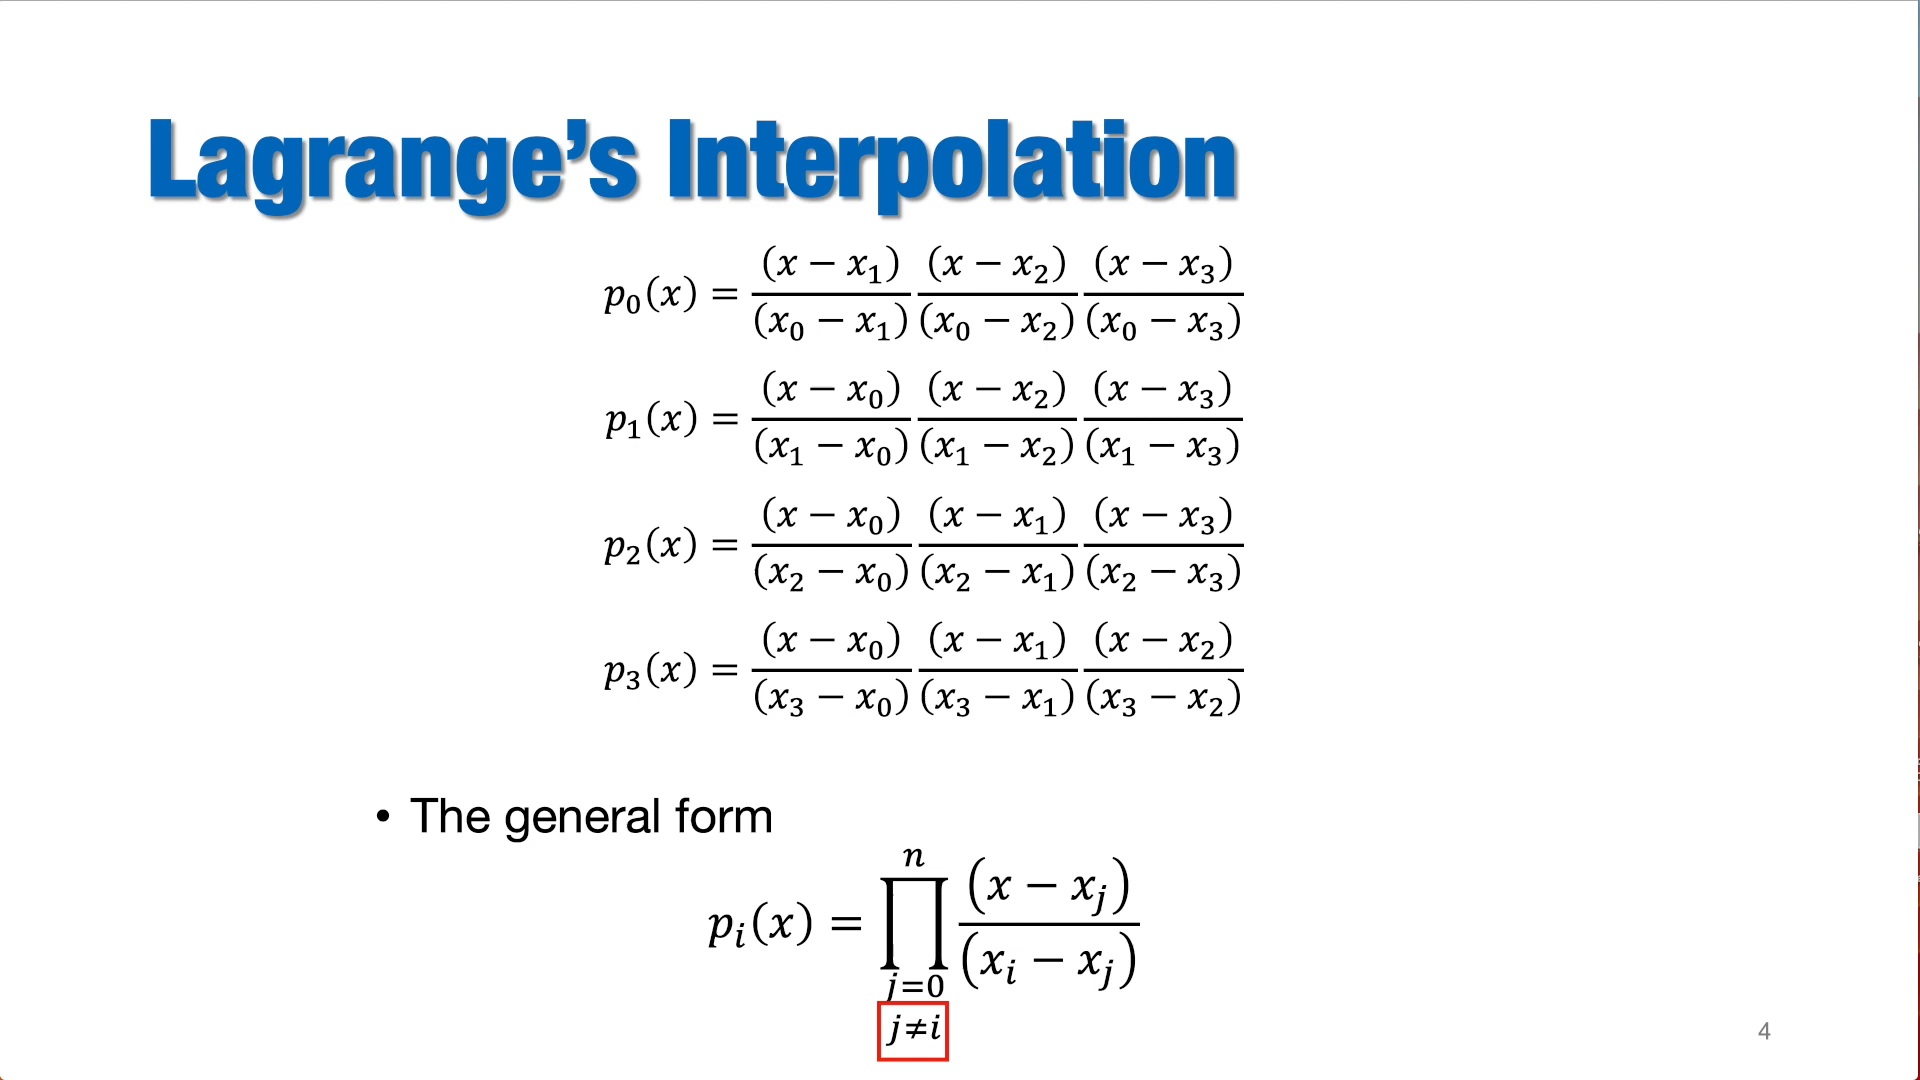 Lagrange’s Interpolation
p₀(x) = (x − x₁)/(x₀ − x₁) (x − x₂)/(x₀ − x₂) (x − x₃)/(x₀ − x₃)
p₁(x) = (x − x₀)/(x₁ − x₀) (x − x₂)/(x₁ − x₂) (x − x₃)/(x₁ − x₃)
p₂(x) = (x − x₀)/(x₂ − x₀) (x − x₁)/(x₂ − x₁) (x − x₃)/(x₂ − x₃)
p₃(x) = (x − x₀)/(x₃ − x₀) (x − x₁)/(x₃ − x₁) (x − x₂)/(x₃ − x₂)
• The general form
n
pᵢ(x) = ∏ (x − xⱼ)/(xᵢ − xⱼ)
j=0
j≠i
4